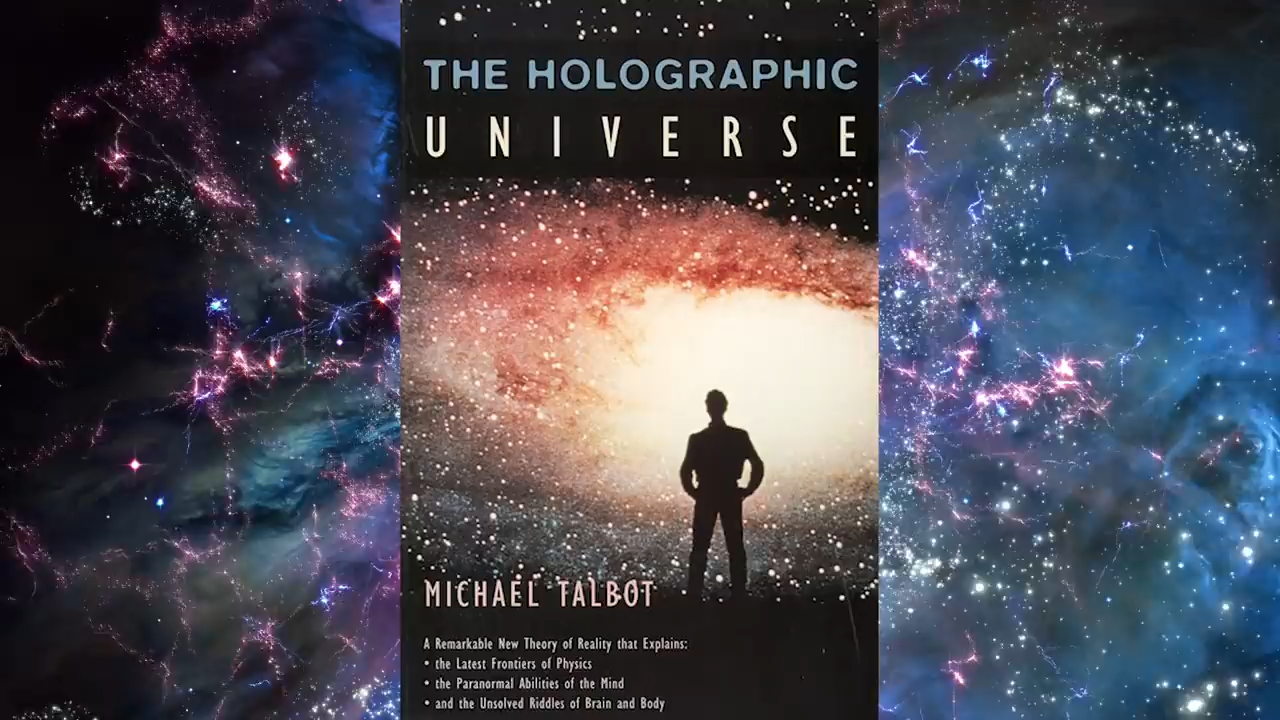 THE HOLOGRAPHIC
UNIVERSE
MICHAEL TALBOT
A Remarkable New Theory of Reality that Explains:
• the Latest Frontiers of Physics
• the Paranormal Abilities of the Mind
• and the Unsolved Riddles of Brain and Body